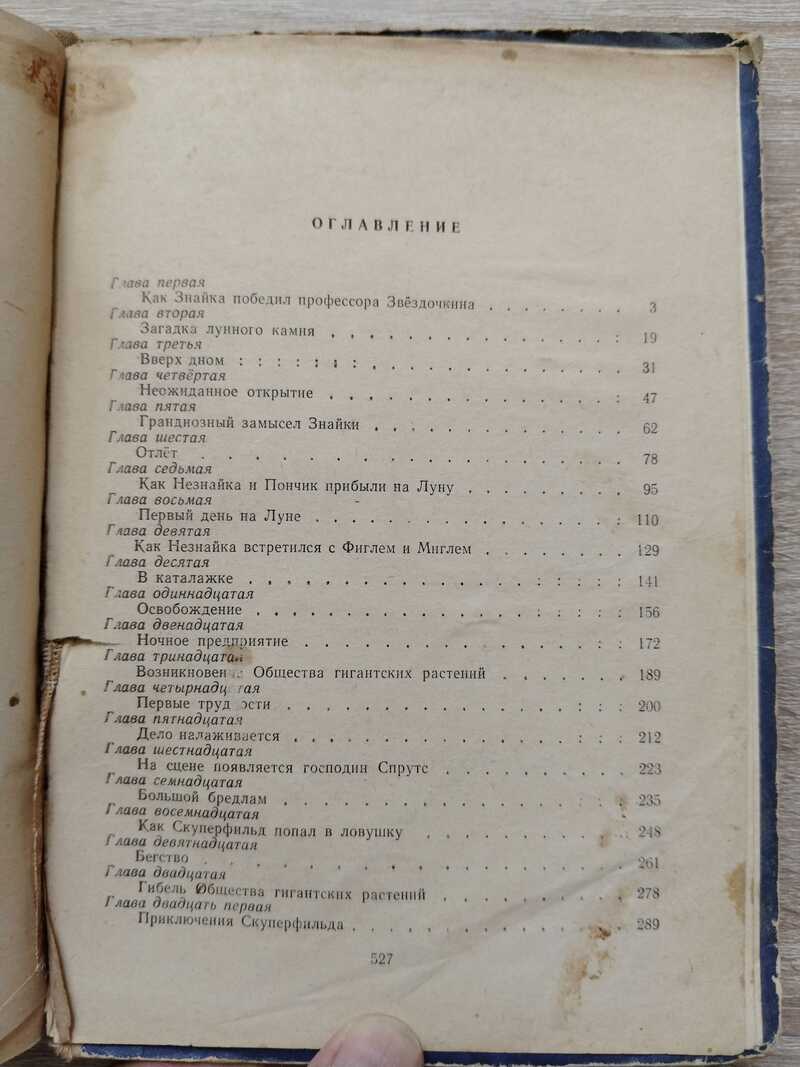 ОГЛАВЛЕНИЕ
Глава первая
Как Знайка победил профессора Звёздочкина . . . . . . . . 3
Глава вторая
Загадка лунного камня . . . . . . . . . . . . . . . . 19
Глава третья
Вверх дном . . . . . . . . . . . . . . . . . . . . 31
Глава четвёртая
Неожиданное открытие . . . . . . . . . . . . . . . . 47
Глава пятая
Грандиозный замысел Знайки . . . . . . . . . . . . . . 62
Глава шестая
Отлёт . . . . . . . . . . . . . . . . . . . . . . 78
Глава седьмая
Как Незнайка и Пончик прибыли на Луну . . . . . . . . . 95
Глава восьмая
Первый день на Луне . . . . . . . . . . . . . . . . . 110
Глава девятая
Как Незнайка встретился с Фиглем и Миглем . . . . . . . . 129
Глава десятая
В каталажке . . . . . . . . . . . . . . . . . . . . 141
Глава одиннадцатая
Освобождение . . . . . . . . . . . . . . . . . . . 156
Глава двенадцатая
Ночное предприятие . . . . . . . . . . . . . . . . . 172
Глава тринадцатая
Возникновен Общества гигантских растений . . . . . . . 189
Глава четырнадцатая
Первые труд ости . . . . . . . . . . . . . . . . . . 200
Глава пятнадцатая
Дело налаживается . . . . . . . . . . . . . . . . . . 212
Глава шестнадцатая
На сцене появляется господин Спрутс . . . . . . . . . . 223
Глава семнадцатая
Большой бредлам . . . . . . . . . . . . . . . . . . 235
Глава восемнадцатая
Как Скуперфильд попал в ловушку . . . . . . . . . . . 248
Глава девятнадцатая
Бегство . . . . . . . . . . . . . . . . . . . . . . 261
Глава двадцатая
Гибель Общества гигантских растений . . . . . . . . . . 278
Глава двадцать первая
Приключения Скуперфильда . . . . . . . . . . . . . . 289
527